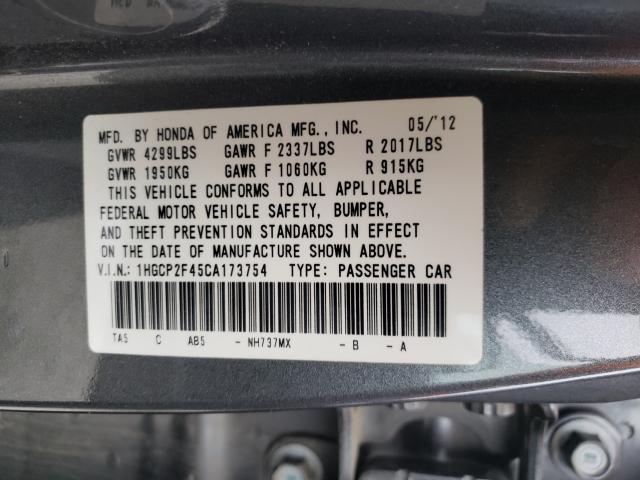 MFD. BY HONDA OF AMERICA MFG., INC. 05/'12
GVWR 4299LBS GAWR F 2337LBS R 2017LBS
GVWR 1950KG GAWR F 1060KG R 915KG
THIS VEHICLE CONFORMS TO ALL APPLICABLE
FEDERAL MOTOR VEHICLE SAFETY, BUMPER,
AND THEFT PREVENTION STANDARDS IN EFFECT
ON THE DATE OF MANUFACTURE SHOWN ABOVE.
V.I.N.: 1HGCP2F45CA173754 TYPE: PASSENGER CAR
TA5 C AB5 - NH737MX - B - A